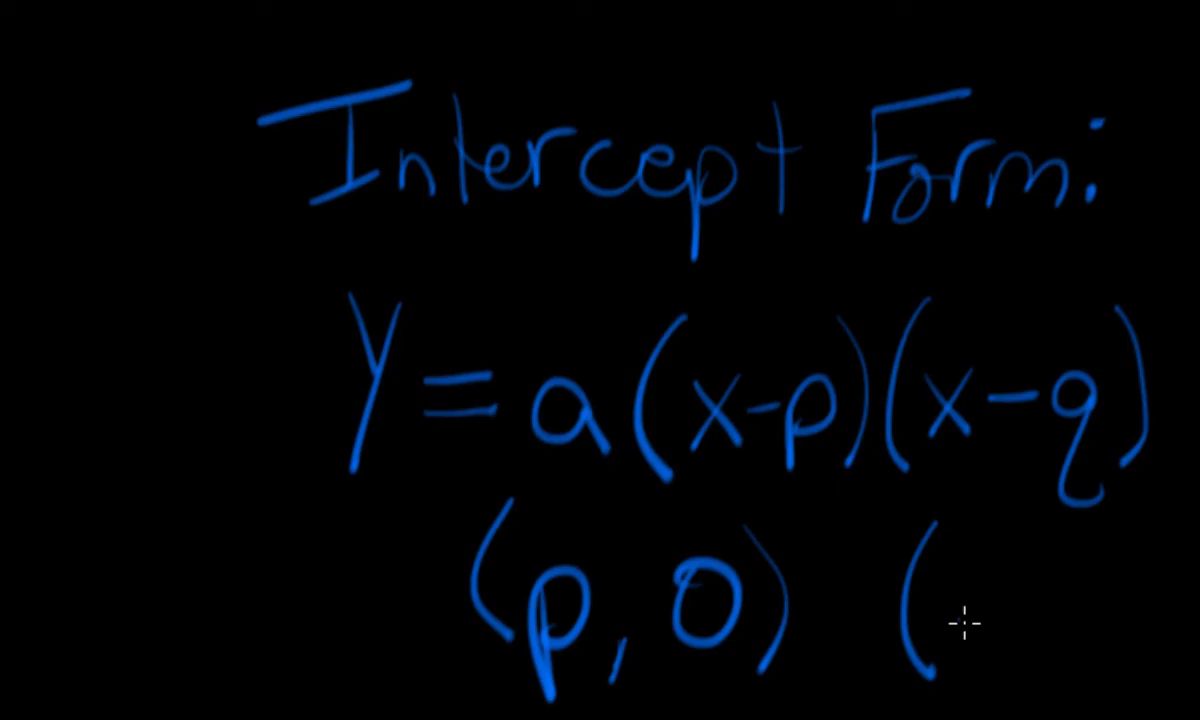 Intercept Form:
y = a(x-p)(x-q)
(p, 0) (